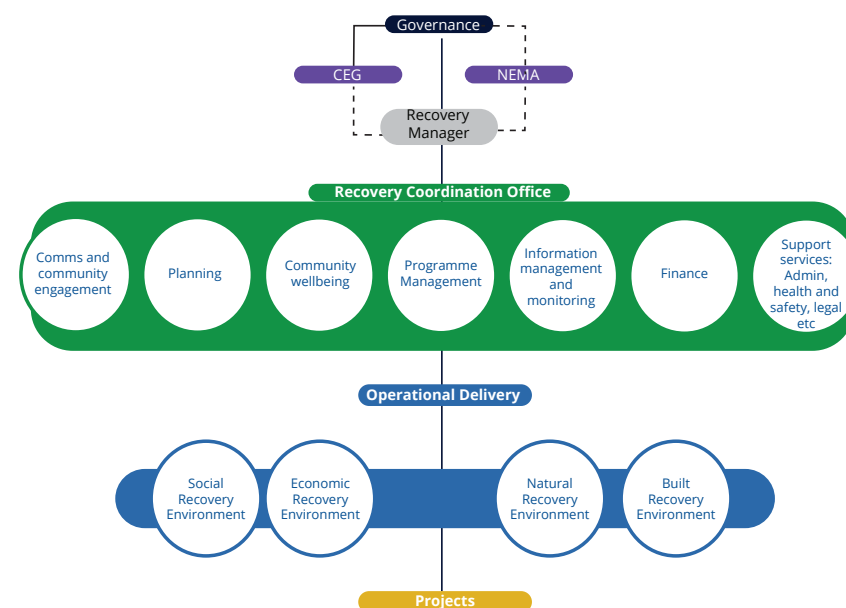 Governance
CEG
NEMA
Recovery
Manager
Recovery Coordination Office
Comms and
community
engagement
Planning
Community
wellbeing
Programme
Management
Information
management
and
monitoring
Finance
Support
services:
Admin,
health and
safety, legal
etc
Operational Delivery
Social
Recovery
Environment
Economic
Recovery
Environment
Natural
Recovery
Environment
Built
Recovery
Environment
Projects